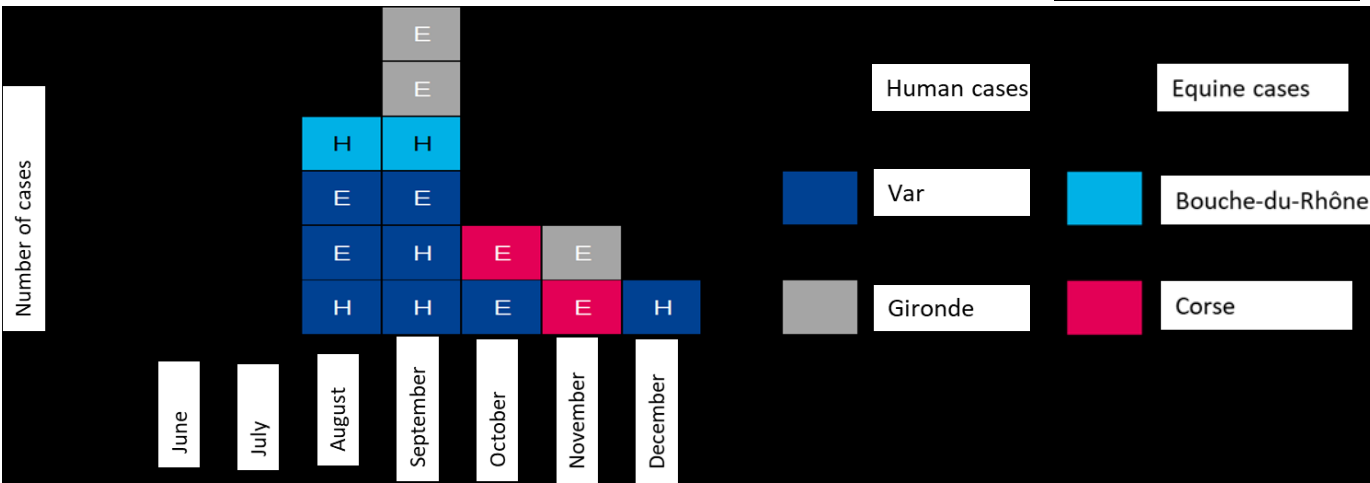 E
E Human cases Equine cases
H H
E E Var Bouche-du-Rhône
E H E E
H H E E H Gironde Corse
Number of cases
June July August September October November December